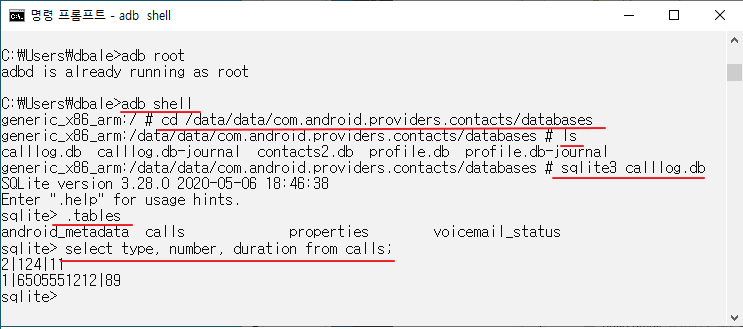 명령 프롬프트 - adb  shell
C:\Users\dbale>adb root
adbd is already running as root
C:\Users\dbale>adb shell
generic_x86_arm:/ # cd /data/data/com.android.providers.contacts/databases
generic_x86_arm:/data/data/com.android.providers.contacts/databases # ls
calllog.db  calllog.db-journal  contacts2.db  profile.db  profile.db-journal
generic_x86_arm:/data/data/com.android.providers.contacts/databases # sqlite3 calllog.db
SQLite version 3.28.0 2020-05-06 18:46:38
Enter ".help" for usage hints.
sqlite> .tables
android_metadata  calls             properties        voicemail_status
sqlite> select type, number, duration from calls;
2|124|11
1|6505551212|89
sqlite>